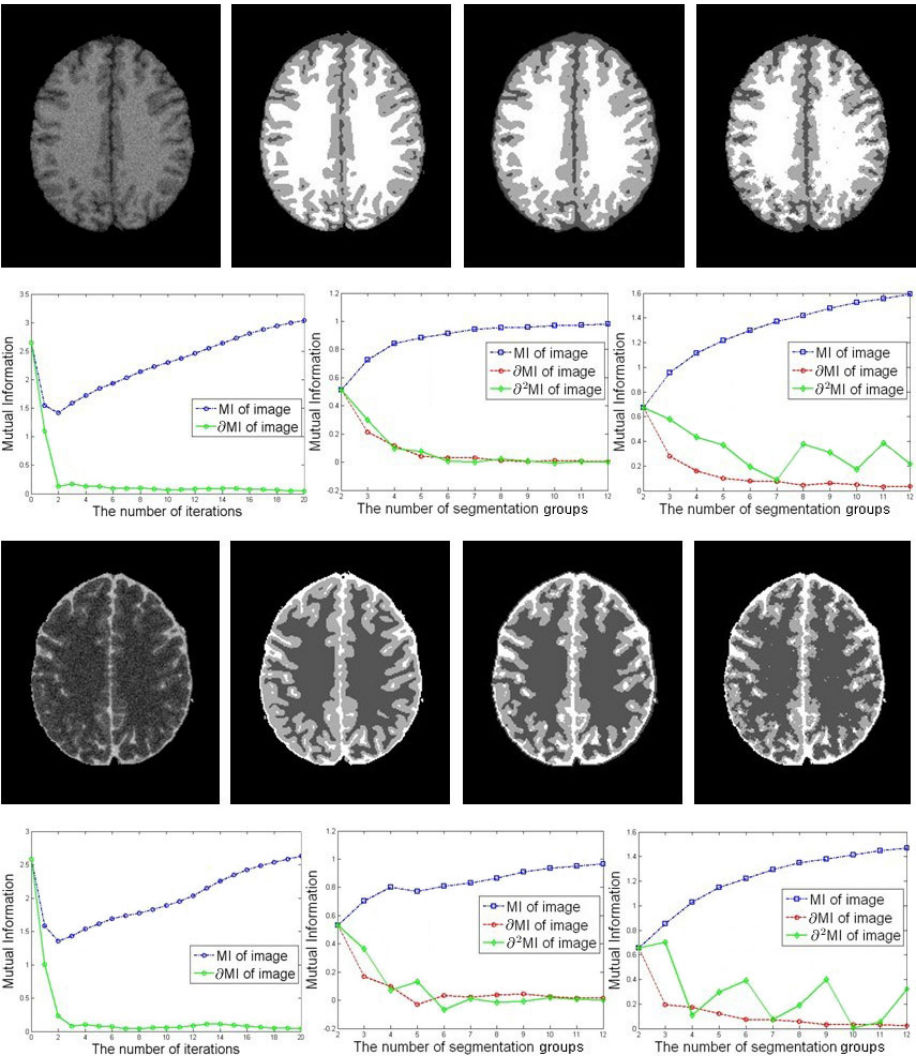 Mutual Information
3.5
3
2.5
2
1.5
1
0.5
0
MI of image
∂MI of image
0 2 4 6 8 10 12 14 16 18 20
The number of iterations
Mutual Information
1.2
1
0.8
0.6
0.4
0.2
0
-0.2
MI of image
∂MI of image
∂²MI of image
2 3 4 5 6 7 8 9 10 11 12
The number of segmentation groups
Mutual Information
1.6
1.4
1.2
1
0.8
0.6
0.4
0.2
0
MI of image
∂MI of image
∂²MI of image
2 3 4 5 6 7 8 9 10 11 12
The number of segmentation groups
Mutual Information
3
2.5
2
1.5
1
0.5
0
MI of image
∂MI of image
0 2 4 6 8 10 12 14 16 18 20
The number of iterations
Mutual Information
1.2
1
0.8
0.6
0.4
0.2
0
-0.2
MI of image
∂MI of image
∂²MI of image
2 3 4 5 6 7 8 9 10 11 12
The number of segmentation groups
Mutual Information
1.6
1.4
1.2
1
0.8
0.6
0.4
0.2
0
MI of image
∂MI of image
∂²MI of image
2 3 4 5 6 7 8 9 10 11 12
The number of segmentation groups